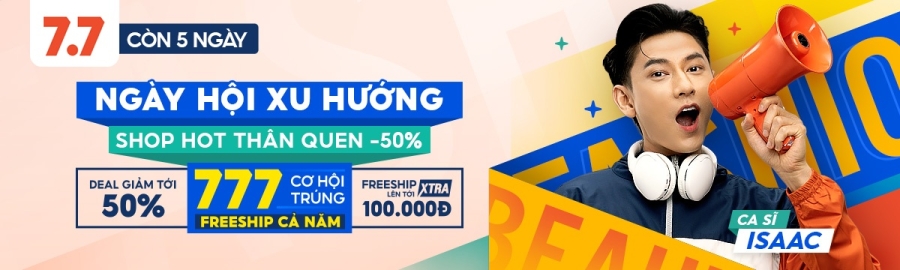 7.7
CÒN 5 NGÀY
NGÀY HỘI XU HƯỚNG
SHOP HOT THÂN QUEN -50%
DEAL GIẢM TỚI
50%
777
CƠ HỘI
TRÚNG
FREESHIP CẢ NĂM
FREESHIP
LÊN TỚI
XTRA
100.000Đ
CA SĨ
ISAAC